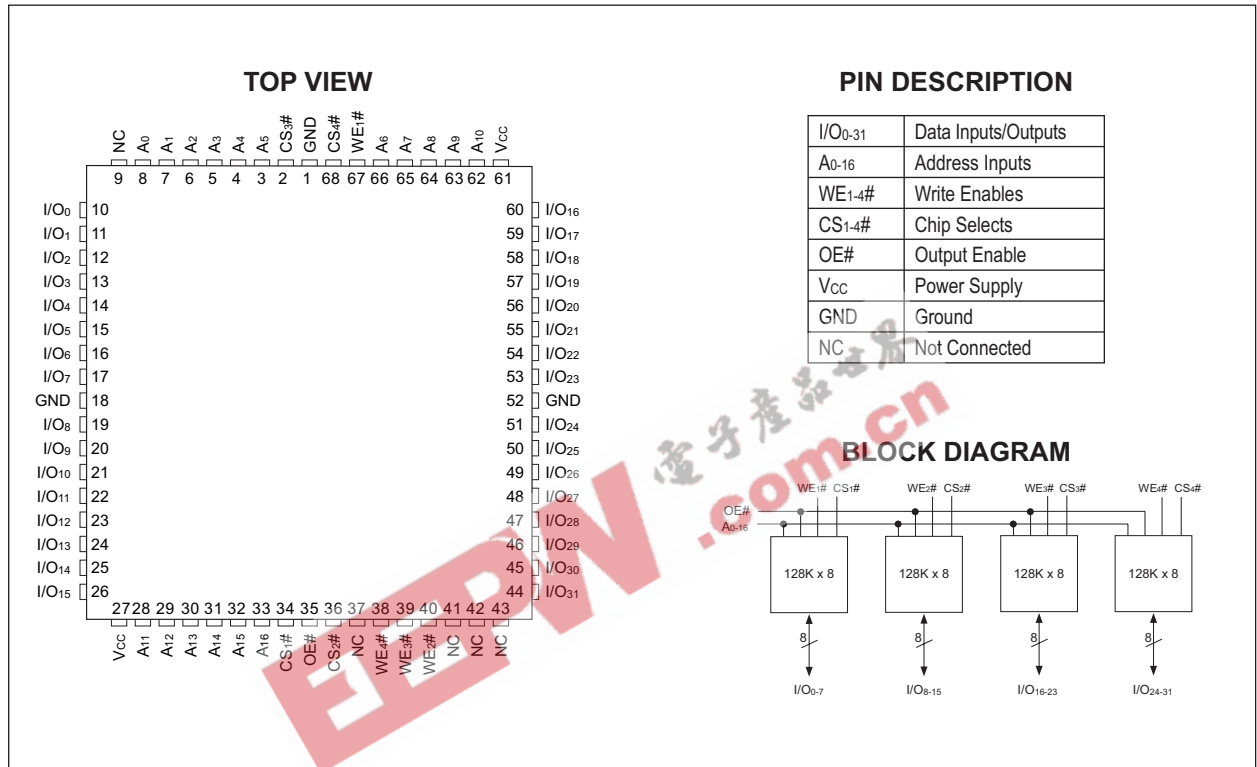 TOP VIEW
NC A0 A1 A2 A3 A4 A5 CS3# GND CS4# WE1# A6 A7 A8 A9 A10 VCC
9 8 7 6 5 4 3 2 1 68 67 66 65 64 63 62 61
I/O0 10
I/O1 11
I/O2 12
I/O3 13
I/O4 14
I/O5 15
I/O6 16
I/O7 17
GND 18
I/O8 19
I/O9 20
I/O10 21
I/O11 22
I/O12 23
I/O13 24
I/O14 25
I/O15 26
60 I/O16
59 I/O17
58 I/O18
57 I/O19
56 I/O20
55 I/O21
54 I/O22
53 I/O23
52 GND
51 I/O24
50 I/O25
49 I/O26
48 I/O27
47 I/O28
46 I/O29
45 I/O30
44 I/O31
27 28 29 30 31 32 33 34 35 36 37 38 39 40 41 42 43
VCC A11 A12 A13 A14 A15 A16 CS1# OE# CS2# NC WE4# WE3# WE2# NC NC NC
PIN DESCRIPTION
I/O0-31 Data Inputs/Outputs
A0-16 Address Inputs
WE1-4# Write Enables
CS1-4# Chip Selects
OE# Output Enable
VCC Power Supply
GND Ground
NC Not Connected
BLOCK DIAGRAM
WE1# CS1# WE2# CS2# WE3# CS3# WE4# CS4#
OE#
A0-16
128K x 8 128K x 8 128K x 8 128K x 8
8 8 8 8
I/O0-7 I/O8-15 I/O16-23 I/O24-31
EEPW .com.cn
電子產品世界